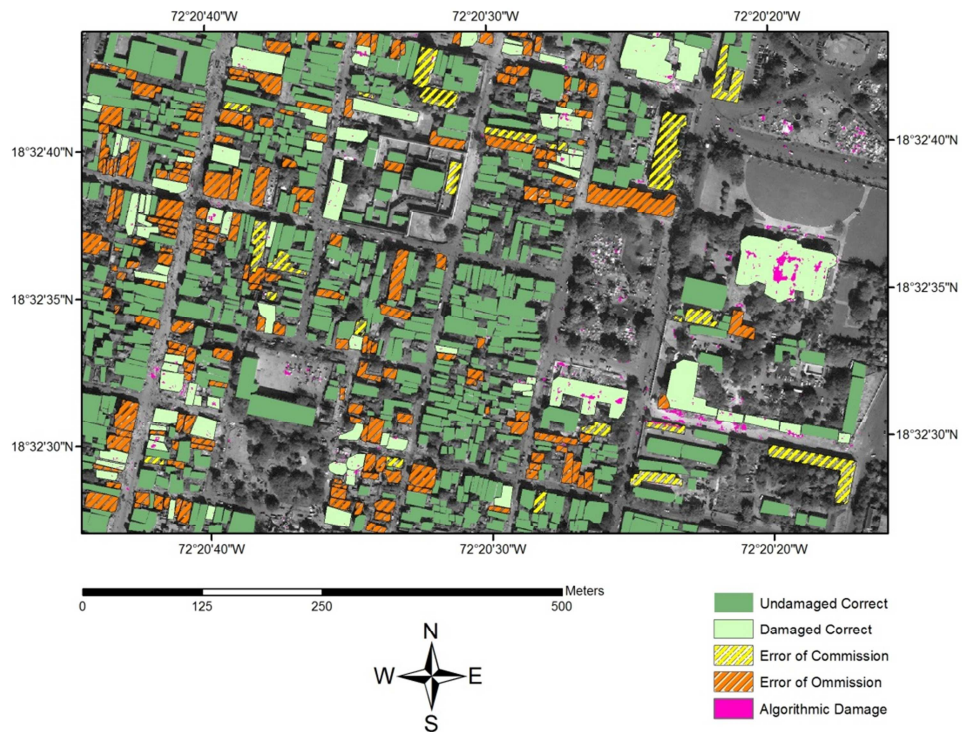 72°20'40"W 72°20'30"W 72°20'20"W
18°32'40"N 18°32'40"N
18°32'35"N 18°32'35"N
18°32'30"N 18°32'30"N
72°20'40"W 72°20'30"W 72°20'20"W
Meters
0 125 250 500
Undamaged Correct
Damaged Correct
Error of Commission
Error of Ommission
Algorithmic Damage
N
W E
S